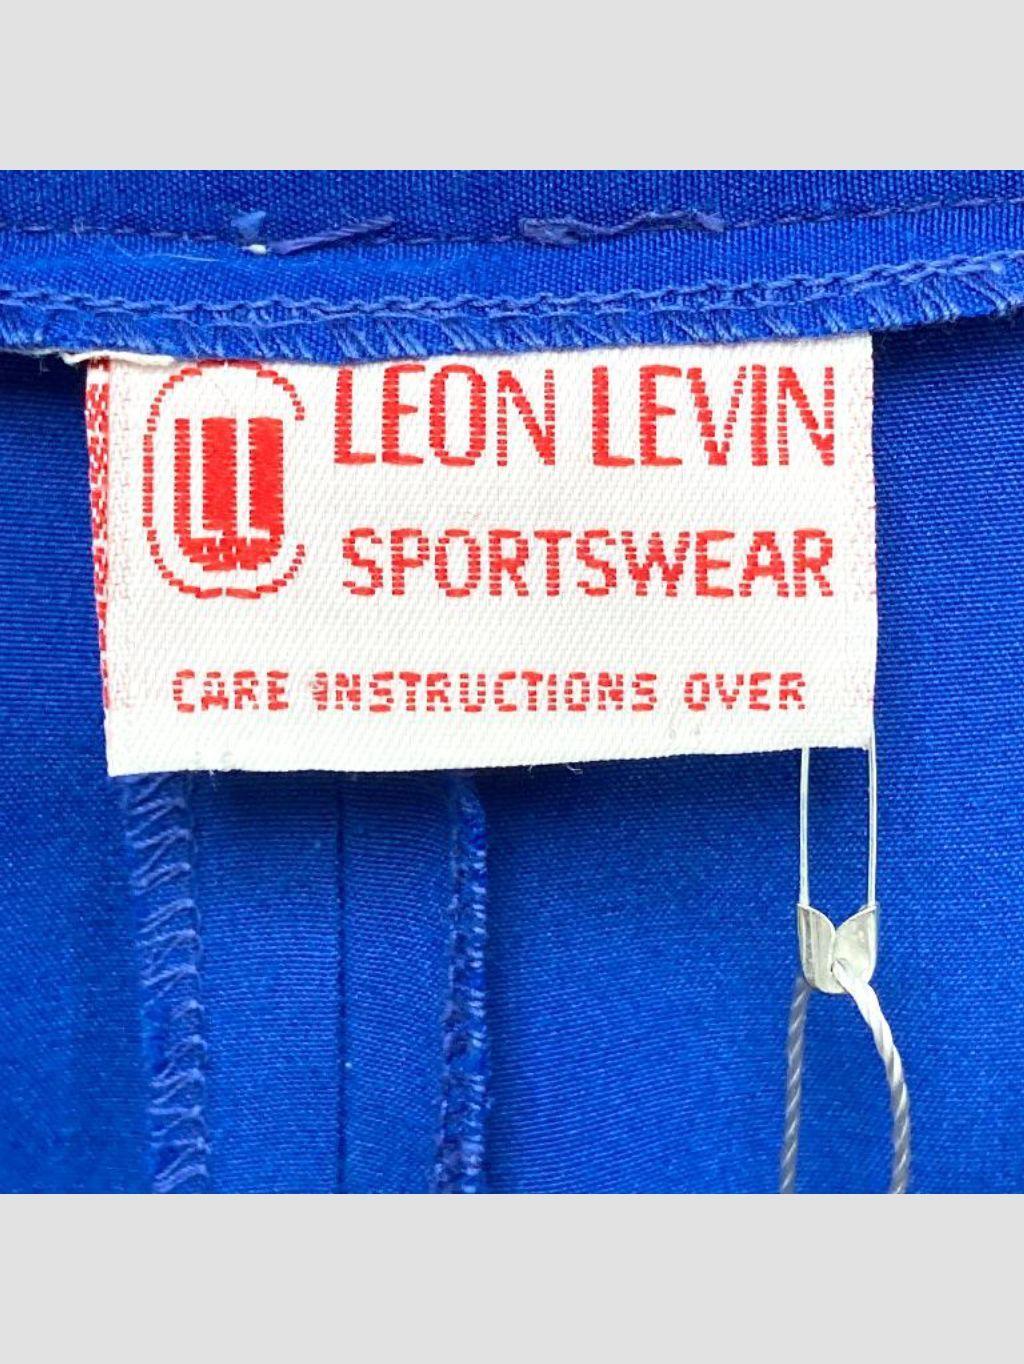 LEON LEVIN
SPORTSWEAR
CARE INSTRUCTIONS OVER